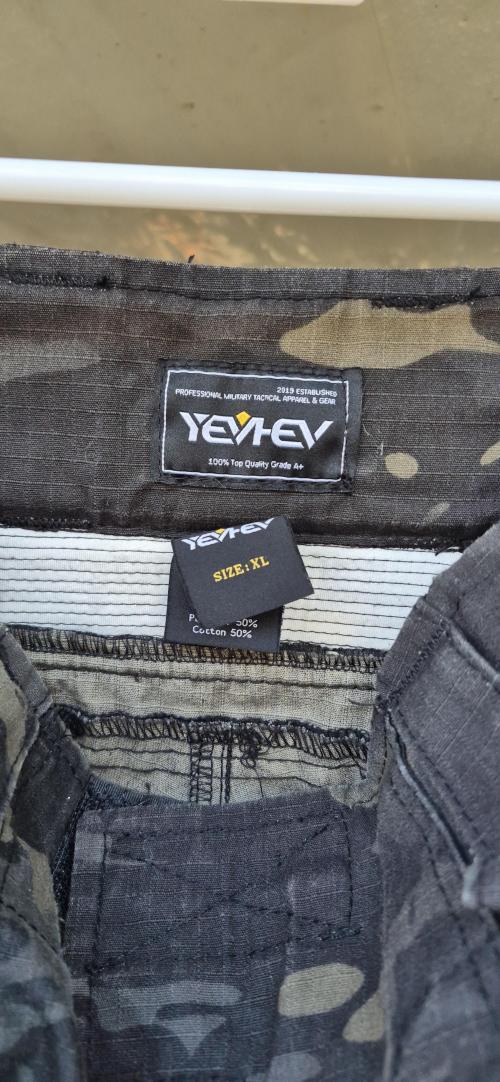 2019 ESTABLISHED
PROFESSIONAL MILITARY TACTICAL APPAREL & GEAR
YEVHEV
100% Top Quality Grade A+
YEVHEV
SIZE: XL
50%
Cotton 50%